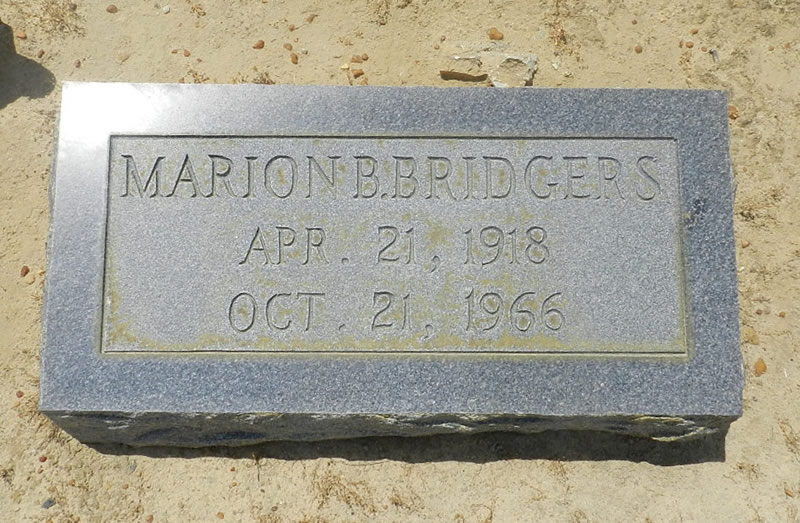 MARION B. BRIDGERS
APR. 21, 1918
OCT. 21, 1966